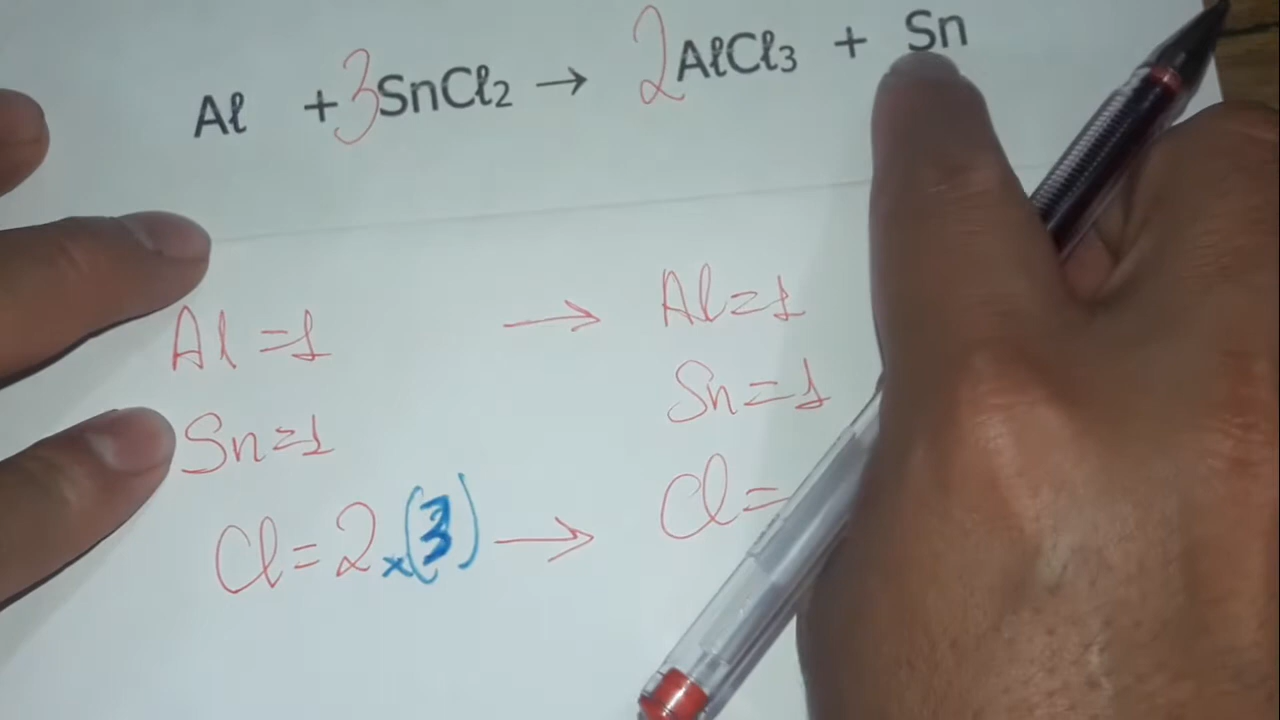 Al + 3SnCl₂ → 2AlCl₃ + Sn
Al = 1 → Al = 1
Sn = 1 Sn = 1
Cl = 2 × (3) → Cl =